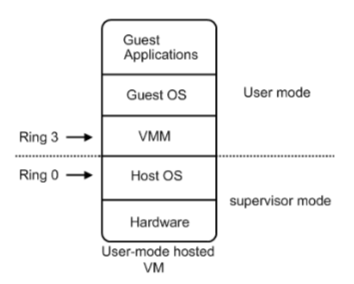 Guest
Applications
Guest OS
User mode
Ring 3
VMM
Ring 0
Host OS
supervisor mode
Hardware
User-mode hosted
VM